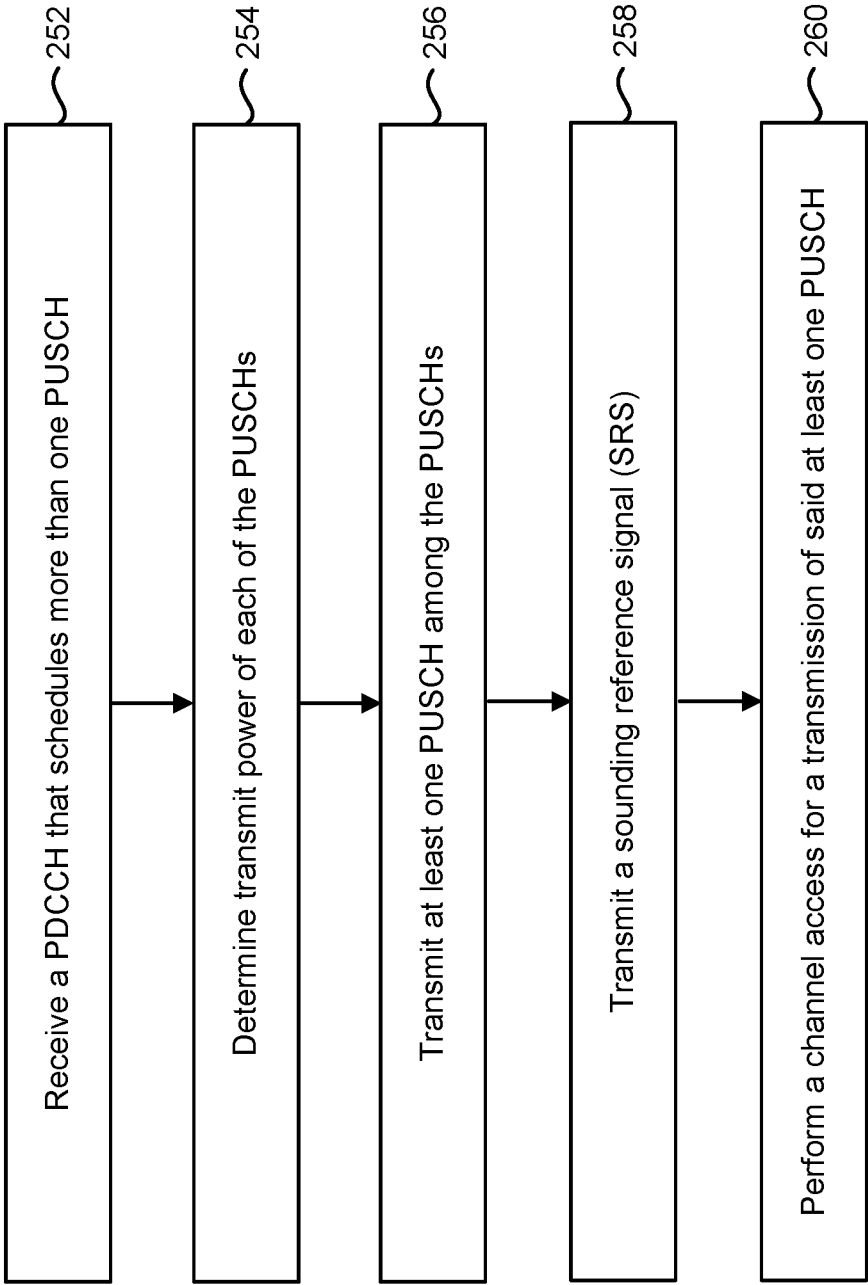 Receive a PDCCH that schedules more than one PUSCH
252
Determine transmit power of each of the PUSCHs
254
Transmit at least one PUSCH among the PUSCHs
256
Transmit a sounding reference signal (SRS)
258
Perform a channel access for a transmission of said at least one PUSCH
260